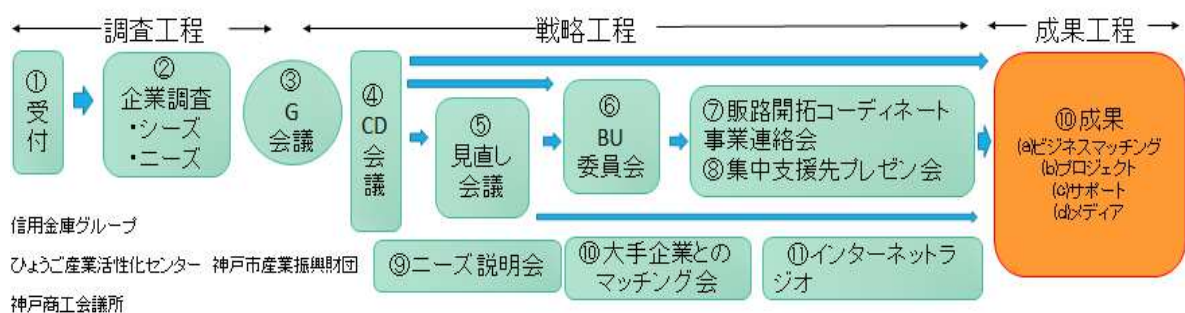 調査工程
戦略工程
成果工程
①
受
付
②
企業調査
・シーズ
・ニーズ
③
G
会議
④
CD
会
議
⑤
見直し
会議
⑥
BU
委員会
⑦販路開拓コーディネート
事業連絡会
⑧集中支援先プレゼン会
⑩成果
(a)ビジネスマッチング
(b)プロジェクト
(c)サポート
(d)メディア
信用金庫グループ
ひょうご産業活性化センター 神戸市産業振興財団
神戸商工会議所
⑨ニーズ説明会
⑩大手企業との
マッチング会
⑪インターネットラ
ジオ